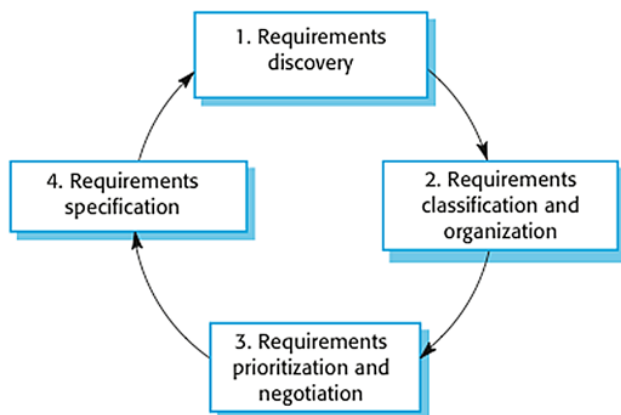 1. Requirements
discovery
2. Requirements
classification and
organization
3. Requirements
prioritization and
negotiation
4. Requirements
specification